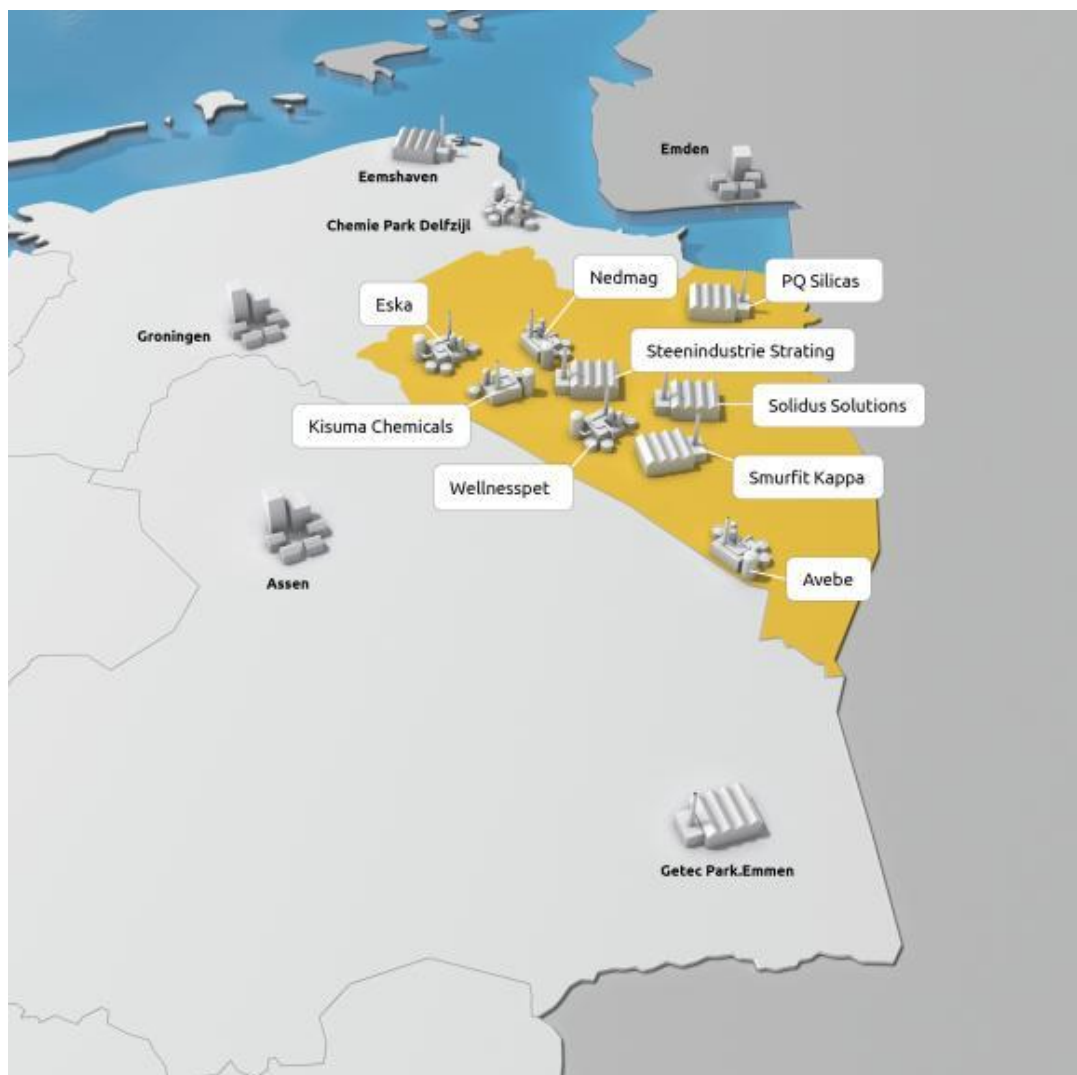 Emden
Eemshaven
Chemie Park Delfzijl
Nedmag
PQ Silicas
Eska
Groningen
Steenindustrie Strating
Solidus Solutions
Kisuma Chemicals
Smurfit Kappa
Wellnesspet
Avebe
Assen
Getec Park.Emmen